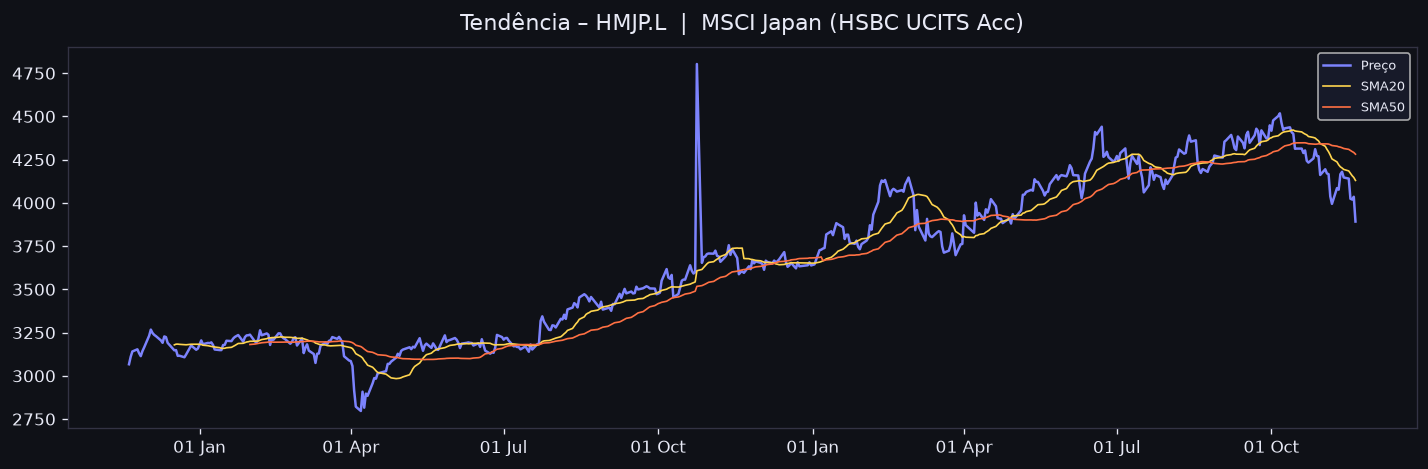 Tendência – HMJP.L | MSCI Japan (HSBC UCITS Acc)
Preço
SMA20
SMA50
4750
4500
4250
4000
3750
3500
3250
3000
2750
01 Jan 01 Apr 01 Jul 01 Oct 01 Jan 01 Apr 01 Jul 01 Oct